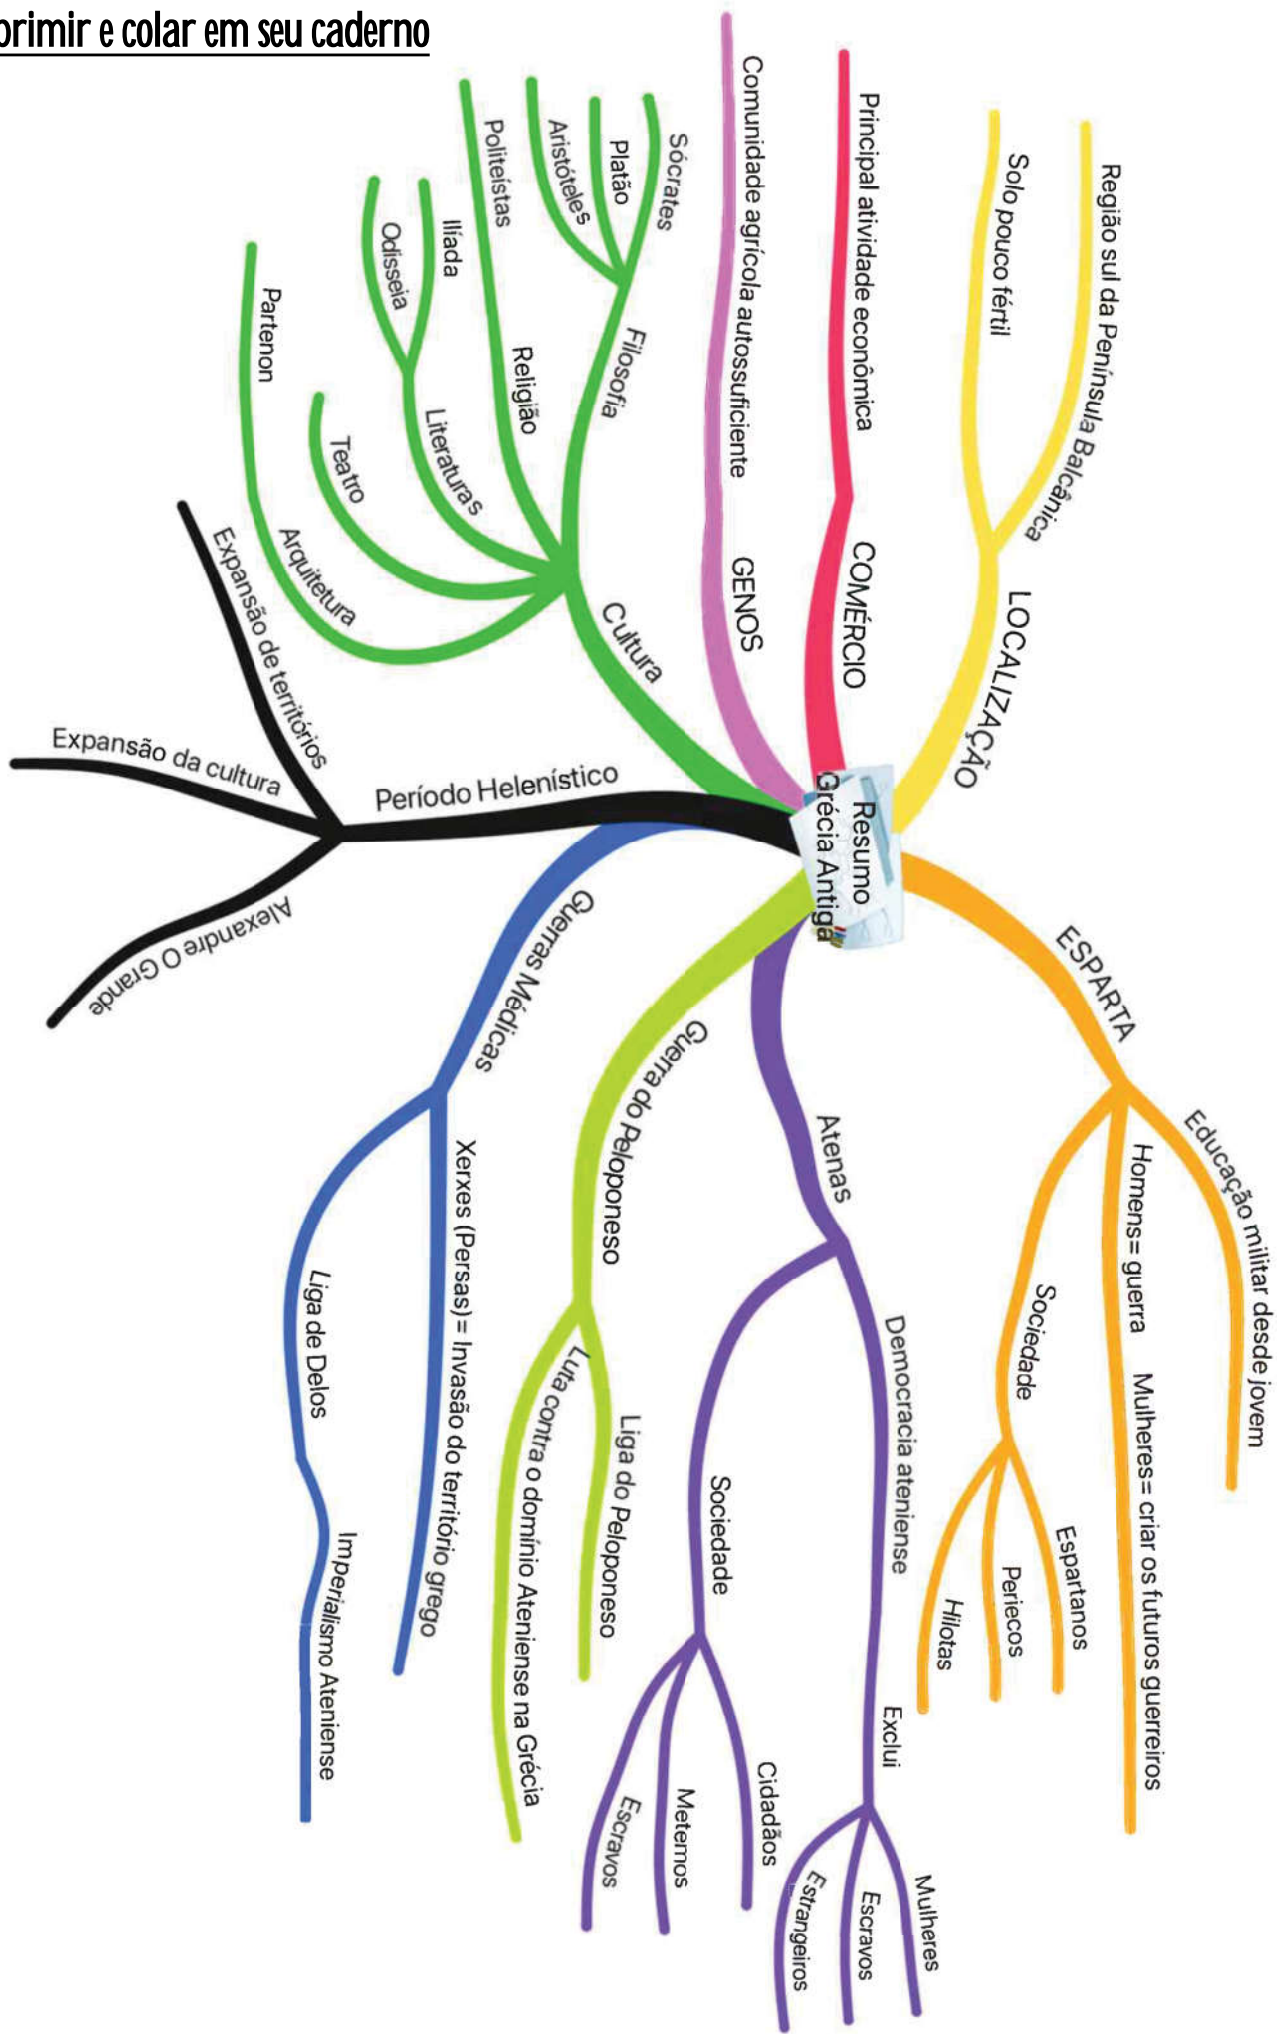 primir e colar em seu caderno
Resumo
Grécia Antiga
LOCALIZAÇÃO
Região sul da Península Balcânica
Solo pouco fértil
COMÉRCIO
Principal atividade econômica
GENOS
Comunidade agrícola autossuficiente
Cultura
Filosofia
Sócrates
Platão
Aristóteles
Religião
Politeístas
Literaturas
Ilíada
Odisseia
Teatro
Arquitetura
Partenon
Período Helenístico
Expansão de territórios
Expansão da cultura
Alexandre O Grande
Guerras Médicas
Xerxes (Persas)= Invasão do território grego
Liga de Delos
Imperialismo Ateniense
Guerra do Peloponeso
Liga do Peloponeso
Luta contra o domínio Ateniense na Grécia
Atenas
Democracia ateniense
Exclui
Mulheres
Escravos
Estrangeiros
Sociedade
Cidadãos
Metemos
Escravos
ESPARTA
Educação militar desde jovem
Homens= guerra Mulheres= criar os futuros guerreiros
Sociedade
Espartanos
Periecos
Hilotas